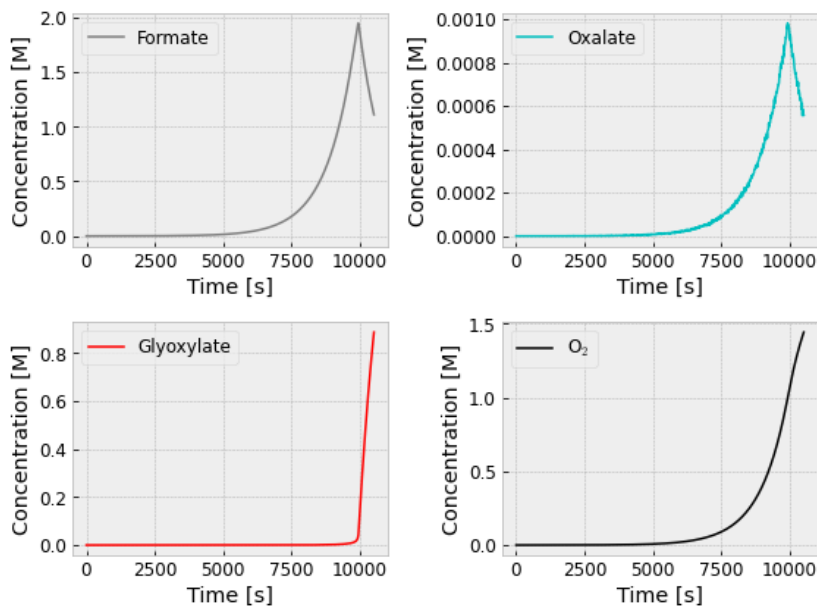 Concentration [M]
2.0
1.5
1.0
0.5
0.0
Formate
0 2500 5000 7500 10000
Time [s]
Concentration [M]
0.0010
0.0008
0.0006
0.0004
0.0002
0.0000
Oxalate
0 2500 5000 7500 10000
Time [s]
Concentration [M]
0.8
0.6
0.4
0.2
0.0
Glyoxylate
0 2500 5000 7500 10000
Time [s]
Concentration [M]
1.5
1.0
0.5
0.0
O₂
0 2500 5000 7500 10000
Time [s]